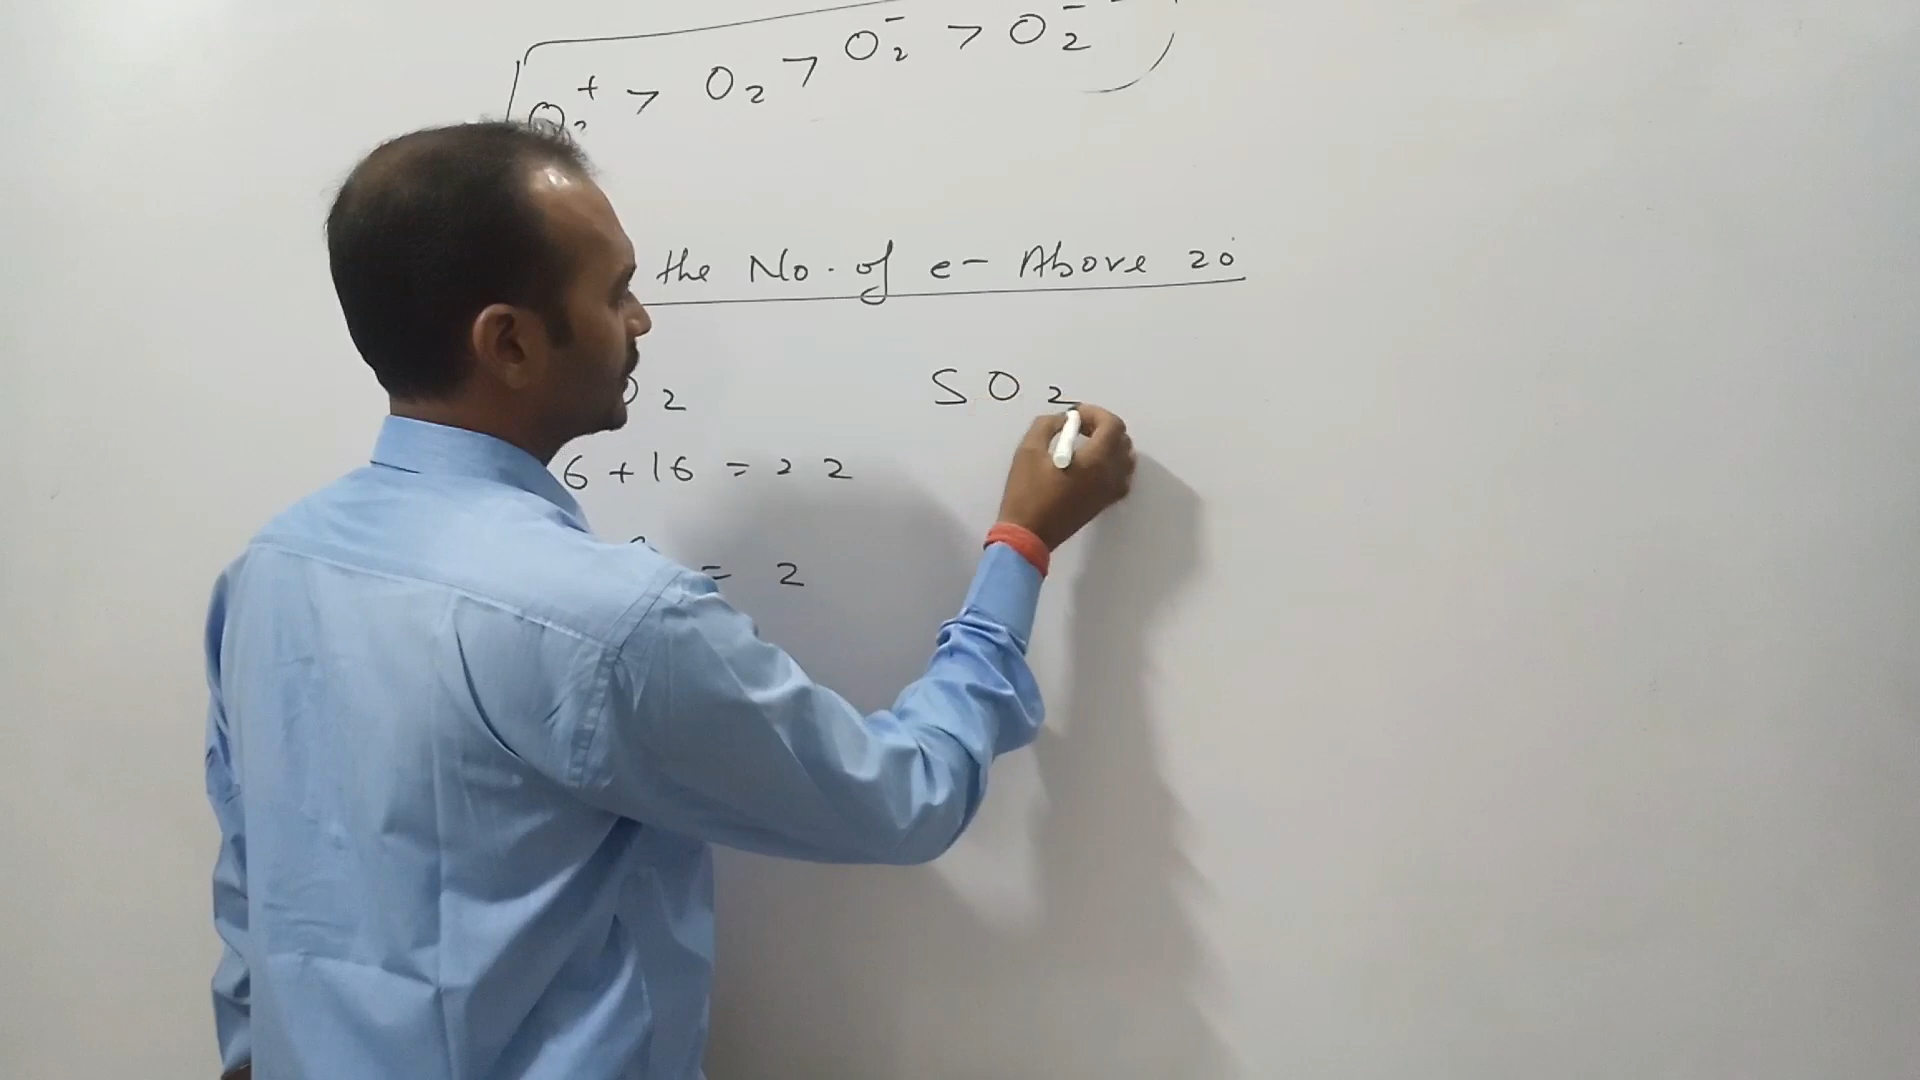 O₂⁺ > O₂ > O₂⁻ > O₂⁻⁻
the No. of e- Above 20
O₂ SO₂
6 + 16 = 22
= 2